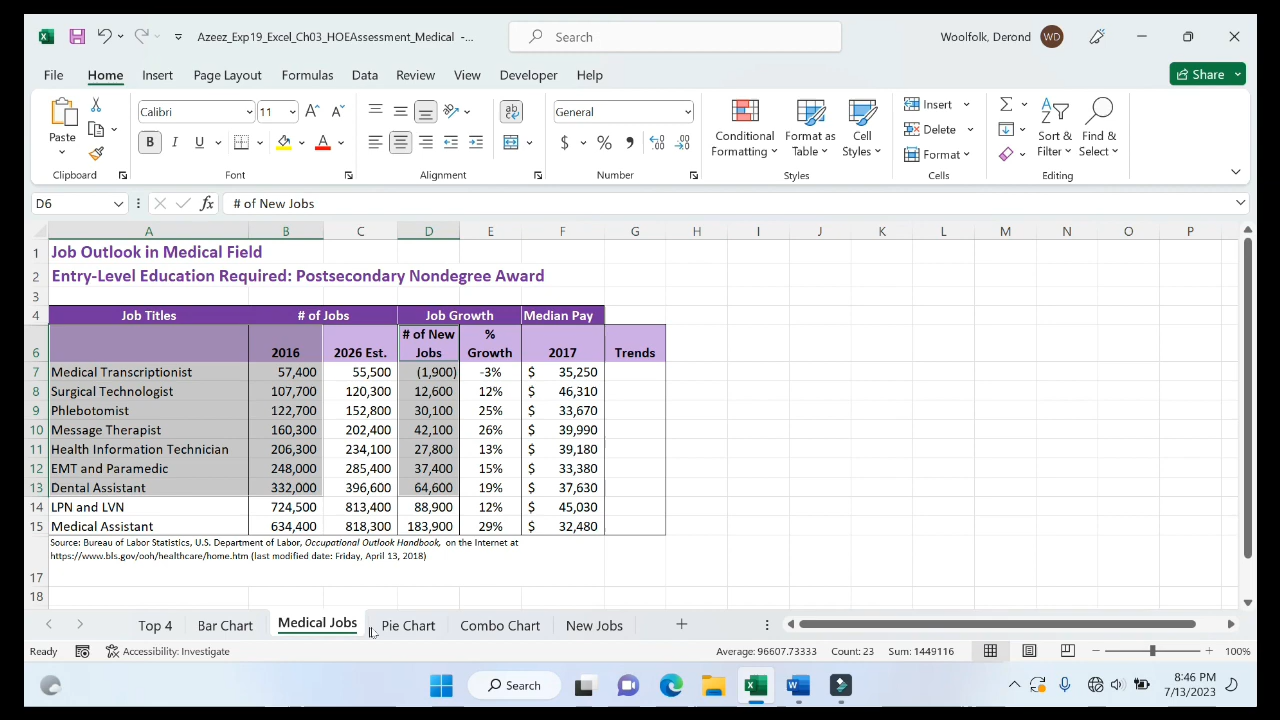 Azeez_Exp19_Excel_Ch03_HOEAssessment_Medical -... Search Woolfolk, Derond WD
File Home Insert Page Layout Formulas Data Review View Developer Help Share
Calibri 11 General Insert
Paste Conditional Formatting Format as Table Cell Styles Delete Sort & Filter Find & Select
B I U A $ % Format
Clipboard Font Alignment Number Styles Cells Editing
D6 fx # of New Jobs
A B C D E F G H I J K L M N O P
1 Job Outlook in Medical Field
2 Entry-Level Education Required: Postsecondary Nondegree Award
3
4 Job Titles # of Jobs Job Growth Median Pay
6 2016 2026 Est. # of New Jobs % Growth 2017 Trends
7 Medical Transcriptionist 57,400 55,500 (1,900) -3% $ 35,250
8 Surgical Technologist 107,700 120,300 12,600 12% $ 46,310
9 Phlebotomist 122,700 152,800 30,100 25% $ 33,670
10 Message Therapist 160,300 202,400 42,100 26% $ 39,990
11 Health Information Technician 206,300 234,100 27,800 13% $ 39,180
12 EMT and Paramedic 248,000 285,400 37,400 15% $ 33,380
13 Dental Assistant 332,000 396,600 64,600 19% $ 37,630
14 LPN and LVN 724,500 813,400 88,900 12% $ 45,030
15 Medical Assistant 634,400 818,300 183,900 29% $ 32,480
Source: Bureau of Labor Statistics, U.S. Department of Labor, Occupational Outlook Handbook, on the Internet at
https://www.bls.gov/ooh/healthcare/home.htm (last modified date: Friday, April 13, 2018)
17
18
Top 4 Bar Chart Medical Jobs Pie Chart Combo Chart New Jobs
Ready Accessibility: Investigate Average: 96607.73333 Count: 23 Sum: 1449116 100%
Search 8:46 PM
7/13/2023